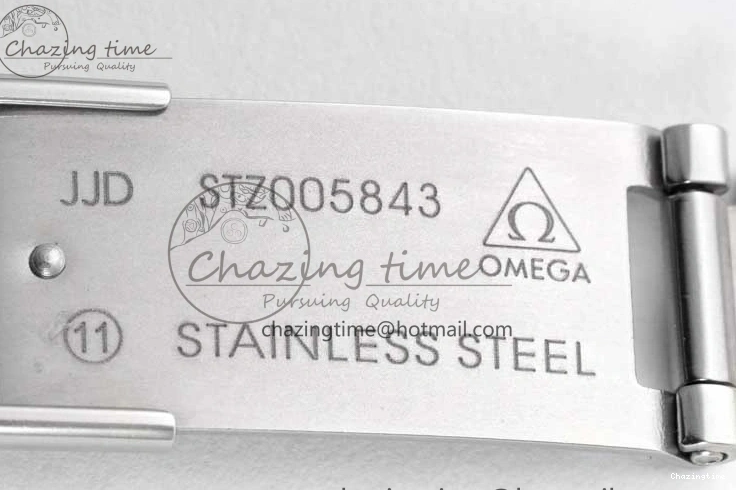 Chazing time
Pursuing Quality
JJD STZ005843
Ω
Chazing time OMEGA
Pursuing Quality
chazingtime@hotmail.com
11 STAINLESS STEEL
Chazingtime